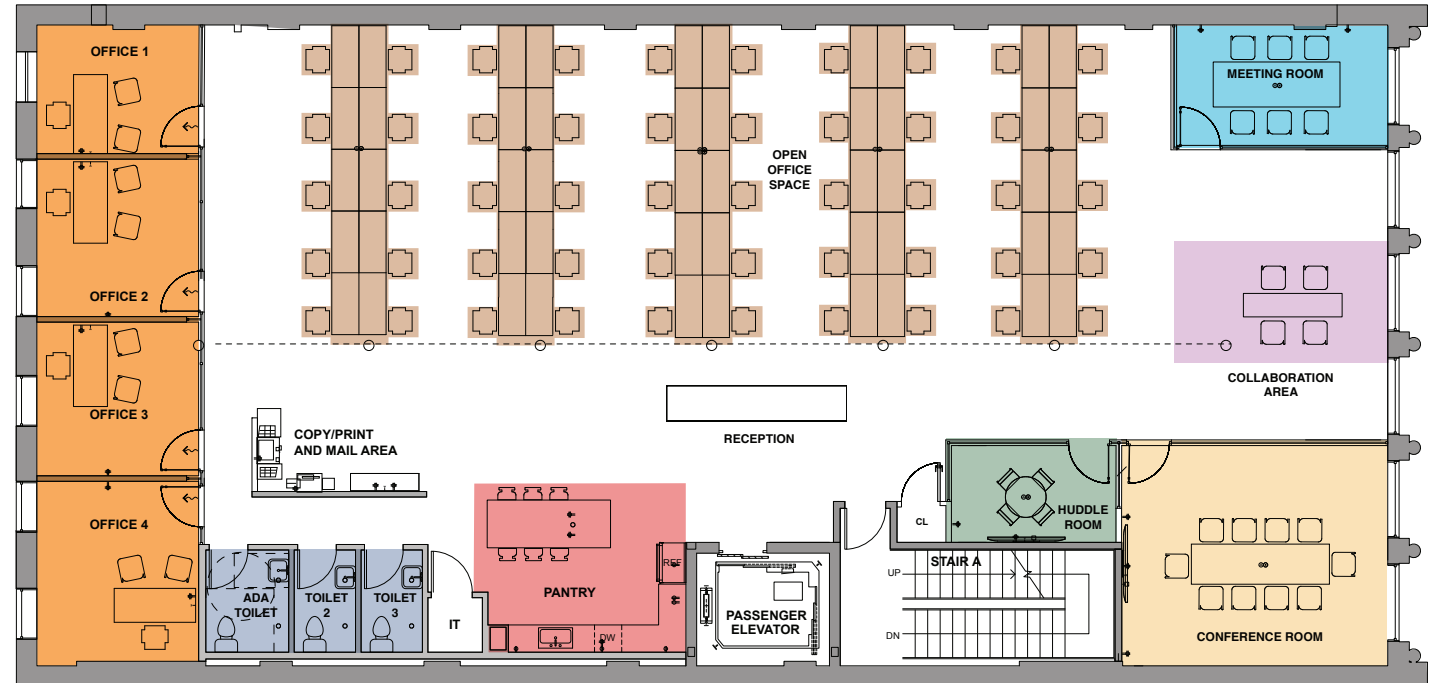 OFFICE 1
MEETING ROOM
OPEN
OFFICE
SPACE
OFFICE 2
COLLABORATION
AREA
OFFICE 3
COPY/PRINT
AND MAIL AREA
RECEPTION
OFFICE 4
CL
HUDDLE
ROOM
STAIR A
REF
UP
ADA
TOILET
TOILET
2
TOILET
3
IT
PANTRY
PASSENGER
ELEVATOR
DW
DN
CONFERENCE ROOM